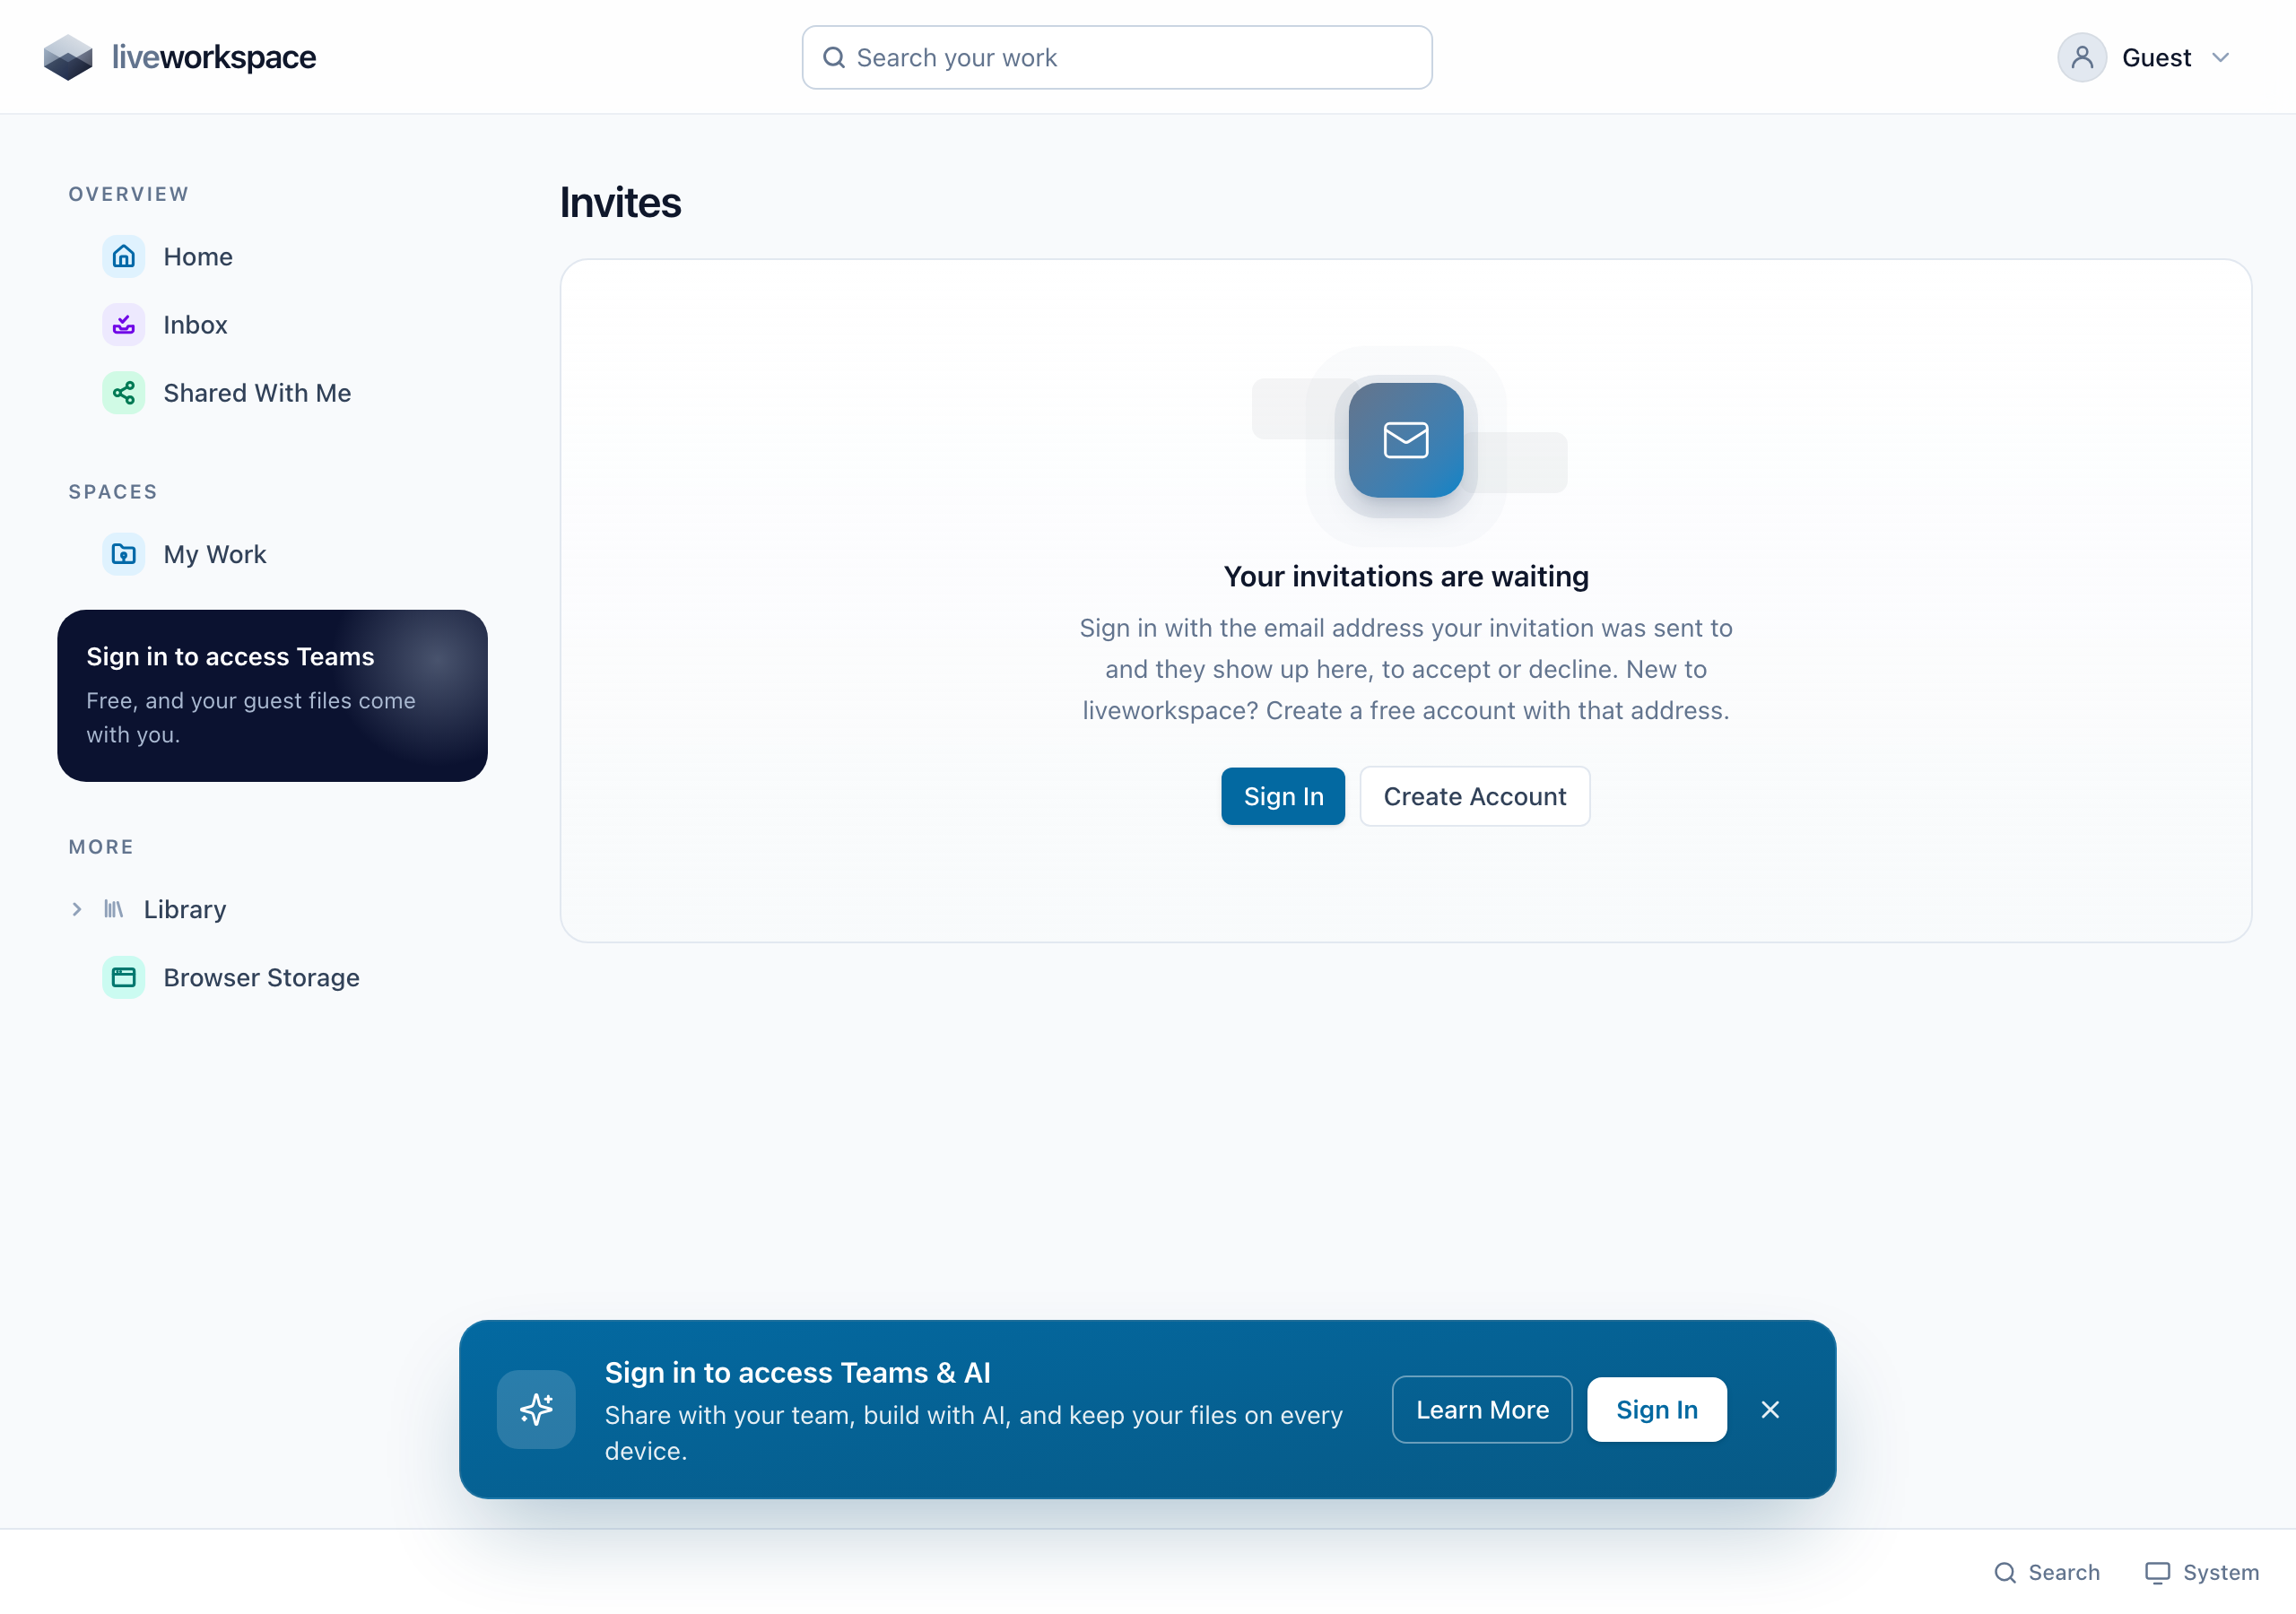 liveworkspace
Search your work
Guest
OVERVIEW
Home
Inbox
Shared With Me
SPACES
My Work
Sign in to access Teams
Free, and your guest files come
with you.
MORE
Library
Browser Storage
Invites
Your invitations are waiting
Sign in with the email address your invitation was sent to
and they show up here, to accept or decline. New to
liveworkspace? Create a free account with that address.
Sign In
Create Account
Sign in to access Teams & AI
Share with your team, build with AI, and keep your files on every
device.
Learn More
Sign In
Search
System